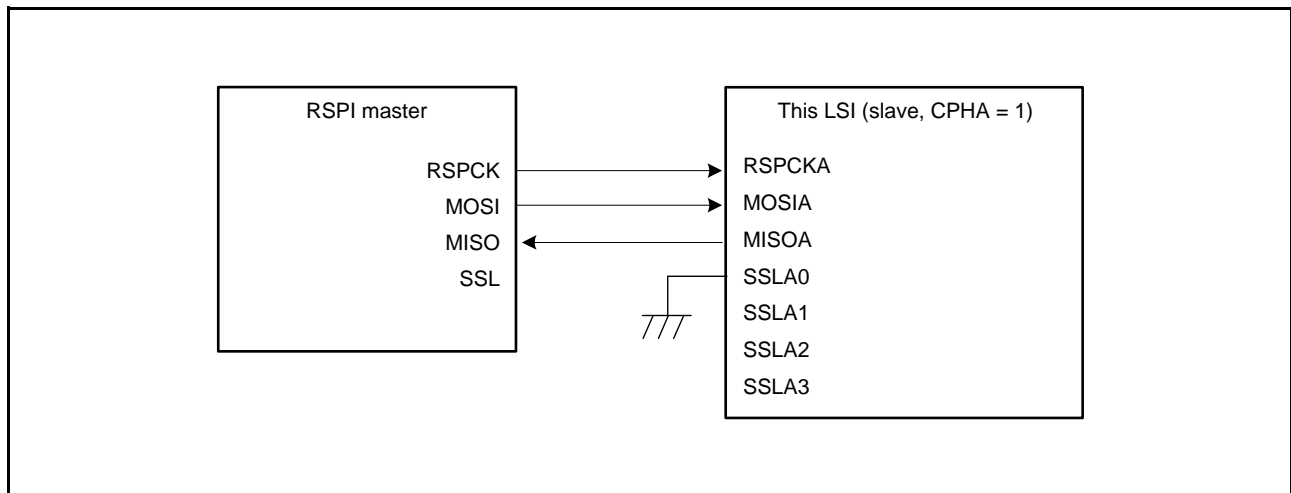 RSPI master
RSPCK
MOSI
MISO
SSL
This LSI (slave, CPHA = 1)
RSPCKA
MOSIA
MISOA
SSLA0
SSLA1
SSLA2
SSLA3